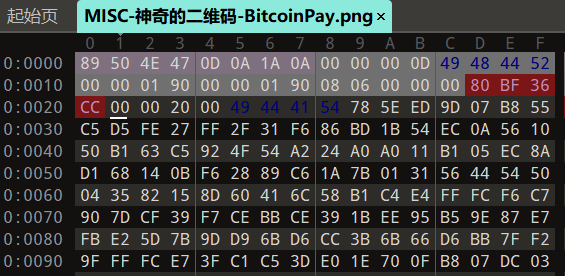 起始页 MISC-神奇的二维码-BitcoinPay.png×
0 1 2 3 4 5 6 7 8 9 A B C D E F
0:0000 89 50 4E 47 0D 0A 1A 0A 00 00 00 0D 49 48 44 52
0:0010 00 00 01 90 00 00 01 90 08 06 00 00 00 80 BF 36
0:0020 CC 00 00 20 00 49 44 41 54 78 5E ED 9D 07 B8 55
0:0030 C5 D5 FE 27 FF 2F 31 F6 86 BD 1B 54 EC 0A 56 10
0:0040 50 B1 63 C5 92 4F 54 A2 24 A0 A0 11 B1 05 EC 8A
0:0050 D1 68 14 0B F6 28 89 C6 1A 7B 01 31 56 44 54 50
0:0060 04 35 82 15 8D 60 41 6C 58 B1 C4 E4 FF FC F6 C7
0:0070 90 7D CF 39 F7 CE BB CE 39 1B EE 95 B5 9E 87 E7
0:0080 FB E2 5D 7B 9D D9 6B D6 CC 3B 6B 66 D6 BB 7F F2
0:0090 9F FF FC E7 3F C1 C5 3D E0 1E 70 0F B8 07 DC 03